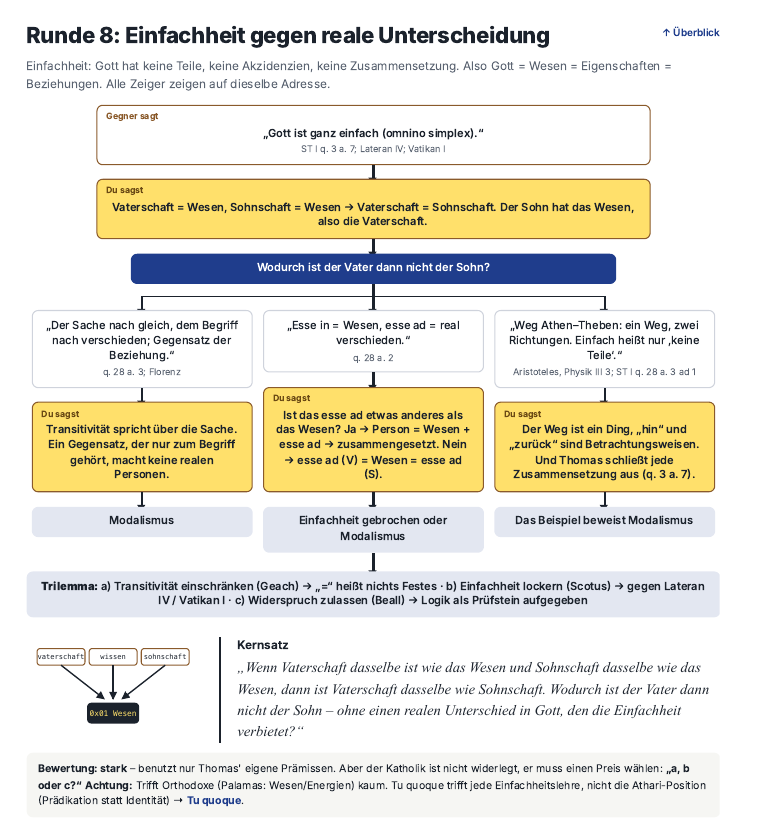 Runde 8: Einfachheit gegen reale Unterscheidung
↑ Überblick
Einfachheit: Gott hat keine Teile, keine Akzidenzien, keine Zusammensetzung. Also Gott = Wesen = Eigenschaften =
Beziehungen. Alle Zeiger zeigen auf dieselbe Adresse.
Gegner sagt
„Gott ist ganz einfach (omnino simplex).“
ST I q. 3 a. 7; Lateran IV; Vatikan I
Du sagst
Vaterschaft = Wesen, Sohnschaft = Wesen → Vaterschaft = Sohnschaft. Der Sohn hat das Wesen,
also die Vaterschaft.
Wodurch ist der Vater dann nicht der Sohn?
„Der Sache nach gleich, dem Begriff
nach verschieden; Gegensatz der
Beziehung.“
q. 28 a. 3; Florenz
Du sagst
Transitivität spricht über die Sache.
Ein Gegensatz, der nur zum Begriff
gehört, macht keine realen
Personen.
Modalismus
„Esse in = Wesen, esse ad = real
verschieden.“
q. 28 a. 2
Du sagst
Ist das esse ad etwas anderes als
das Wesen? Ja → Person = Wesen +
esse ad → zusammengesetzt. Nein
→ esse ad (V) = Wesen = esse ad
(S).
Einfachheit gebrochen oder
Modalismus
„Weg Athen–Theben: ein Weg, zwei
Richtungen. Einfach heißt nur ‚keine
Teile‘.“
Aristoteles, Physik III 3; ST I q. 28 a. 3 ad 1
Du sagst
Der Weg ist ein Ding, „hin“ und
„zurück“ sind Betrachtungsweisen.
Und Thomas schließt jede
Zusammensetzung aus (q. 3 a. 7).
Das Beispiel beweist Modalismus
Trilemma: a) Transitivität einschränken (Geach) → „=“ heißt nichts Festes · b) Einfachheit lockern (Scotus) → gegen Lateran
IV / Vatikan I · c) Widerspruch zulassen (Beall) → Logik als Prüfstein aufgegeben
vaterschaft
wissen
sohnschaft
0x01 Wesen
Kernsatz
„Wenn Vaterschaft dasselbe ist wie das Wesen und Sohnschaft dasselbe wie das
Wesen, dann ist Vaterschaft dasselbe wie Sohnschaft. Wodurch ist der Vater dann
nicht der Sohn – ohne einen realen Unterschied in Gott, den die Einfachheit
verbietet?“
Bewertung: stark – benutzt nur Thomas' eigene Prämissen. Aber der Katholik ist nicht widerlegt, er muss einen Preis wählen: „a, b
oder c?“ Achtung: Trifft Orthodoxe (Palamas: Wesen/Energien) kaum. Tu quoque trifft jede Einfachheitslehre, nicht die Athari-Position
(Prädikation statt Identität) → Tu quoque.